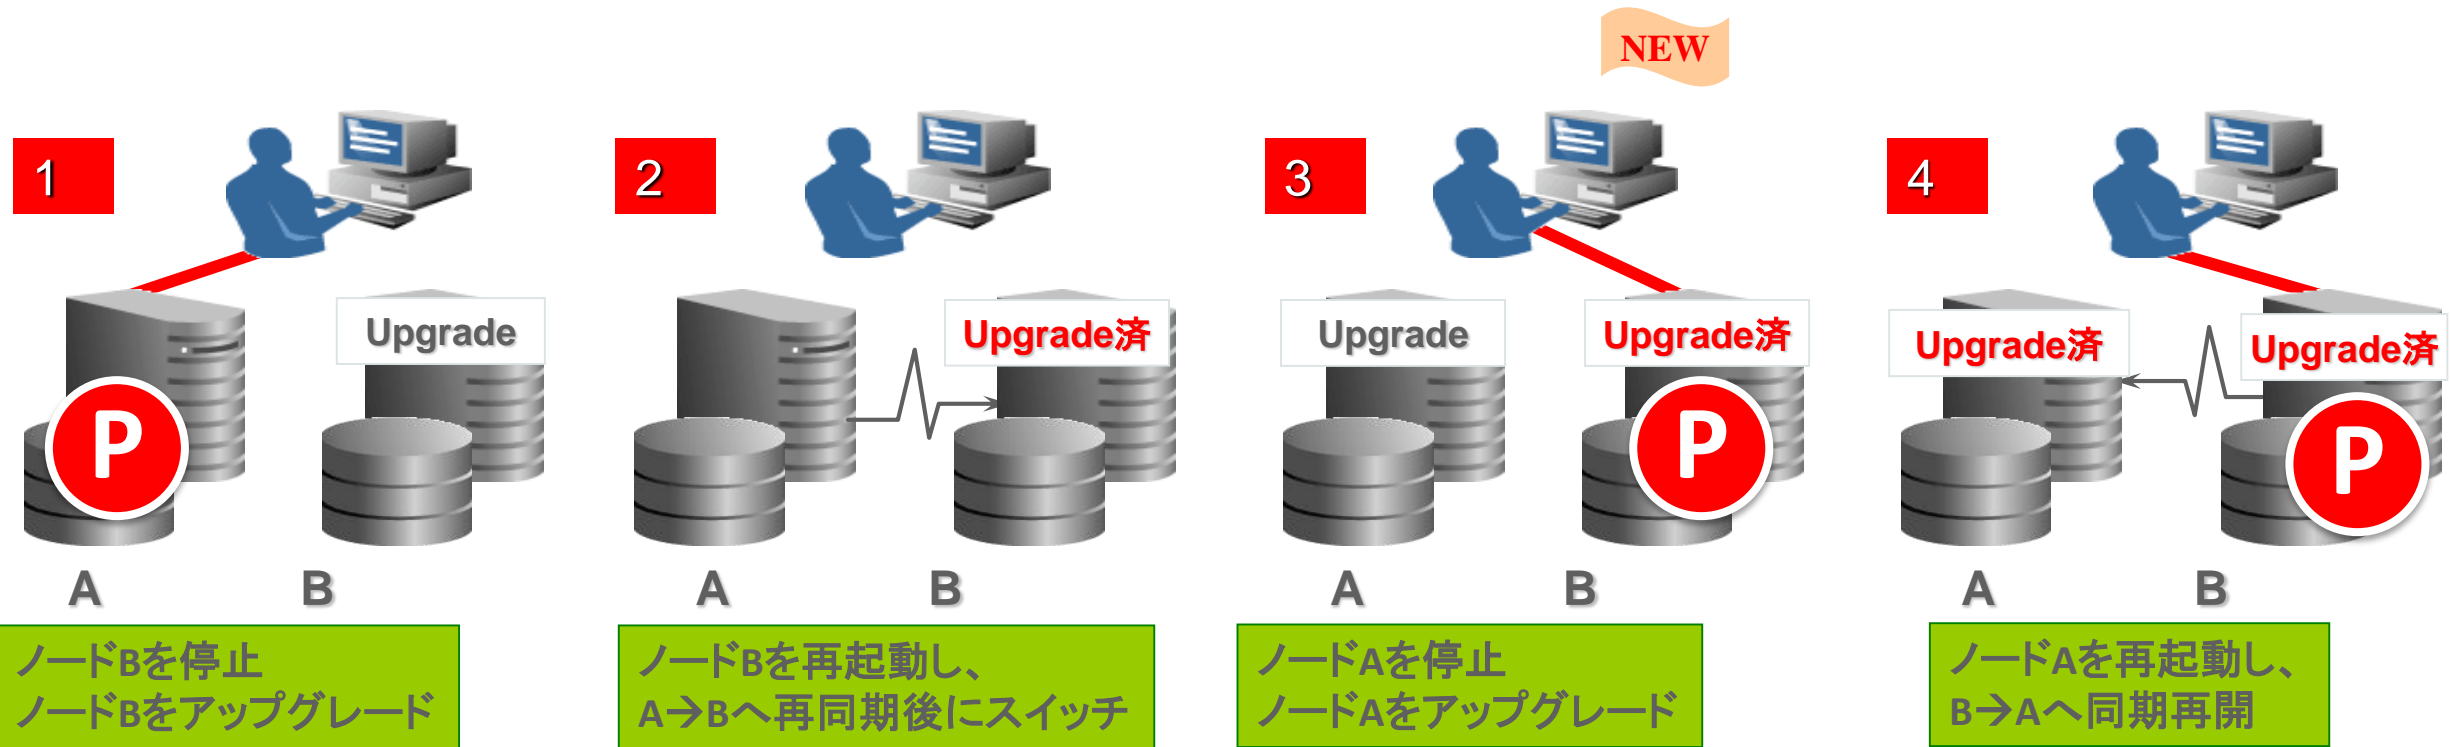 NEW
1
Upgrade
P
A B
ノードBを停止
ノードBをアップグレード
2
Upgrade済
A B
ノードBを再起動し、
A→Bへ再同期後にスイッチ
3
Upgrade
Upgrade済
P
A B
ノードAを停止
ノードAをアップグレード
4
Upgrade済
Upgrade済
P
A B
ノードAを再起動し、
B→Aへ同期再開